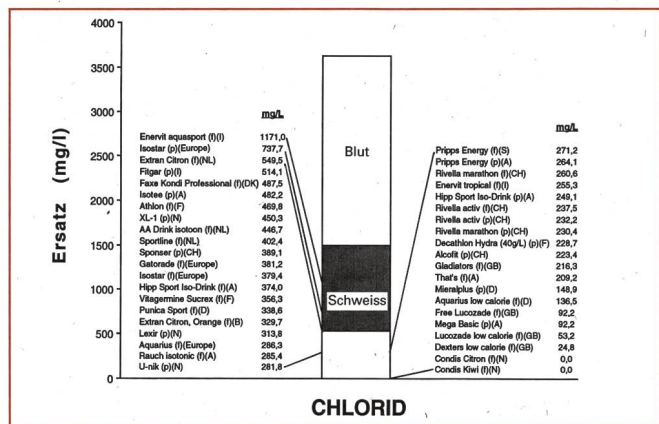 Ersatz (mg/l)
4000
3500
3000
2500
2000
1500
1000
500
0
mg/L
Enervit aquasport (f)(I) 1171,0
Isostar (p)(Europe) 737,7
Extran Citron (f)(NL) 549,5
Fitgar (p)(I) 514,1
Faxe Kondi Professional (f)(DK) 487,5
Isotee (p)(A) 482,2
Athlon (f)(F) 469,8
XL-1 (p)(N) 450,3
AA Drink isotoon (f)(NL) 446,7
Sportline (f)(NL) 402,4
Sponser (p)(CH) 389,1
Gatorade (f)(Europe) 381,2
Isostar (f)(Europe) 379,4
Hipp Sport Iso-Drink (f)(A) 374,0
Vitagermine Sucrex (f)(F) 356,3
Punica Sport (f)(D) 338,6
Extran Citron, Orange (f)(B) 329,7
Lexir (p)(N) 313,8
Aquarius (f)(Europe) 286,3
Rauch isotonic (f)(A) 285,4
U-nik (p)(N) 281,8
Blut
Schweiss
mg/L
Pripps Energy (f)(S) 271,2
Pripps Energy (p)(A) 264,1
Rivella marathon (f)(CH) 260,6
Enervit tropical (f)(I) 255,3
Hipp Sport Iso-Drink (p)(A) 249,1
Rivella activ (f)(CH) 237,5
Rivella activ (p)(CH) 232,2
Rivella marathon (p)(CH) 230,4
Decathlon Hydra (40g/L) (p)(F) 228,7
Alcofit (p)(CH) 223,4
Gladiators (f)(GB) 216,3
That's (f)(A) 209,2
Mieralplus (p)(D) 148,9
Aquarius low calorie (f)(D) 136,5
Free Lucozade (f)(GB) 92,2
Mega Basic (p)(A) 92,2
Lucozade low calorie (f)(GB) 53,2
Dexters low calorie (f)(GB) 24,8
Condis Citron (f)(N) 0,0
Condis Kiwi (f)(N) 0,0
CHLORID